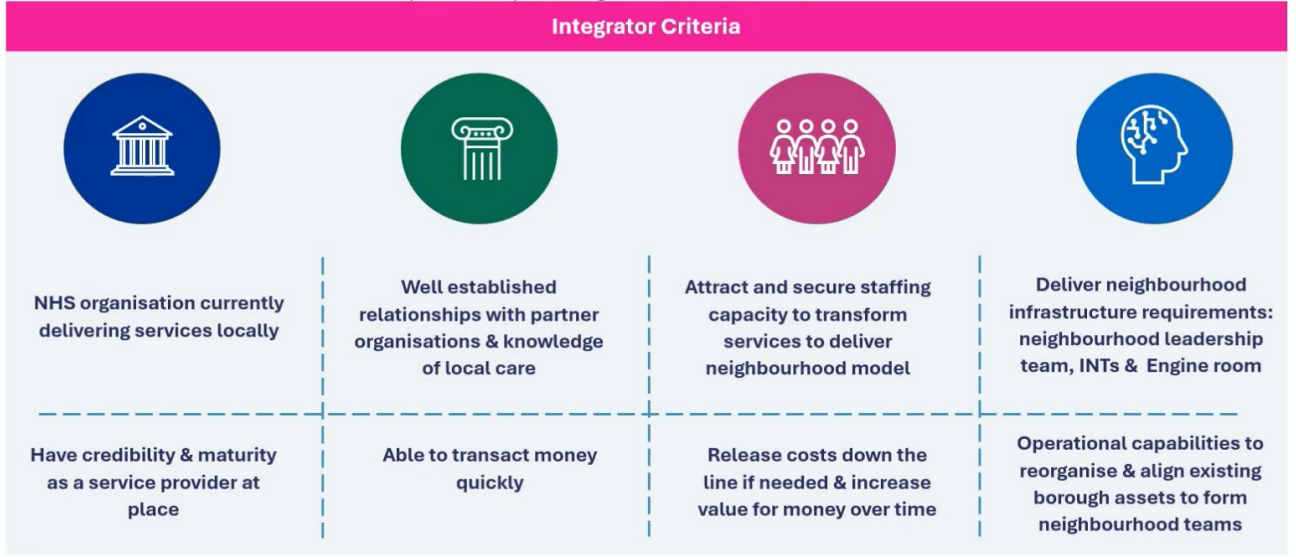 Integrator Criteria
NHS organisation currently
delivering services locally
Well established
relationships with partner
organisations & knowledge
of local care
Attract and secure staffing
capacity to transform
services to deliver
neighbourhood model
Deliver neighbourhood
infrastructure requirements:
neighbourhood leadership
team, INTs & Engine room
Have credibility & maturity
as a service provider at
place
Able to transact money
quickly
Release costs down the
line if needed & increase
value for money over time
Operational capabilities to
reorganise & align existing
borough assets to form
neighbourhood teams